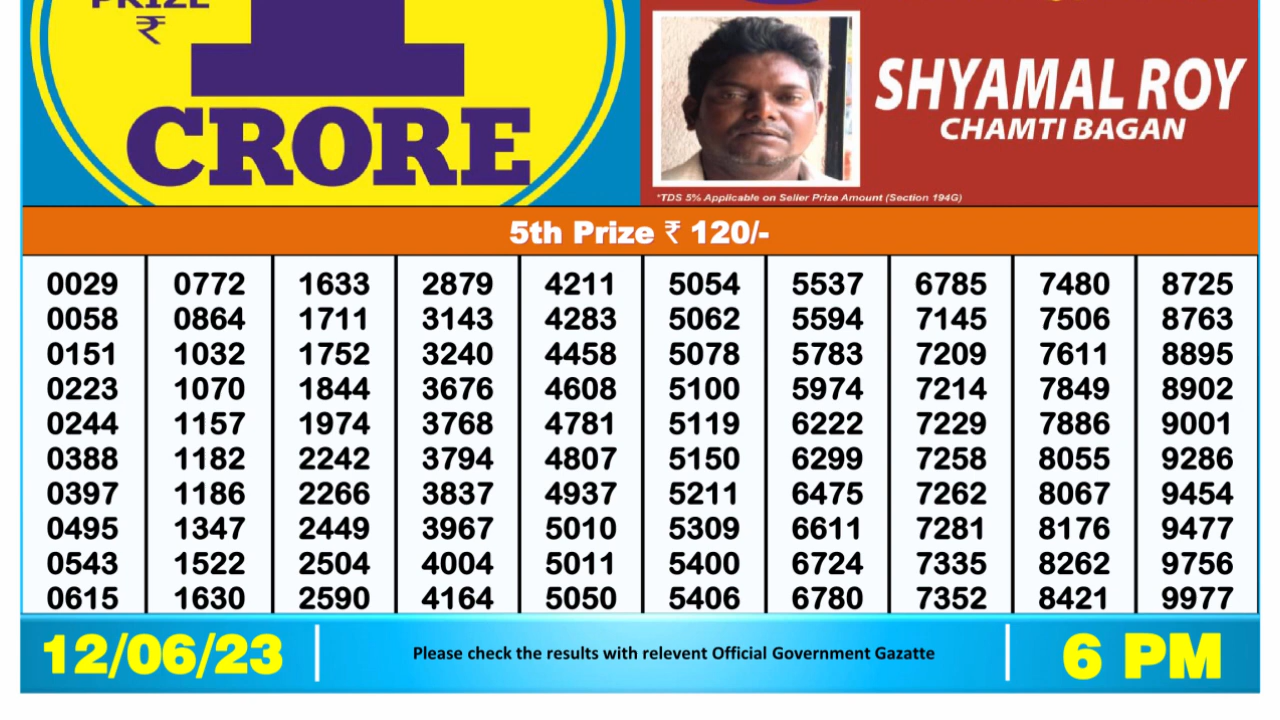 PRIZE
₹
1
CRORE
SHYAMAL ROY
CHAMTI BAGAN
*TDS 5% Applicable on Seller Prize Amount (Section 194G)
5th Prize ₹ 120/-
0029 0772 1633 2879 4211 5054 5537 6785 7480 8725
0058 0864 1711 3143 4283 5062 5594 7145 7506 8763
0151 1032 1752 3240 4458 5078 5783 7209 7611 8895
0223 1070 1844 3676 4608 5100 5974 7214 7849 8902
0244 1157 1974 3768 4781 5119 6222 7229 7886 9001
0388 1182 2242 3794 4807 5150 6299 7258 8055 9286
0397 1186 2266 3837 4937 5211 6475 7262 8067 9454
0495 1347 2449 3967 5010 5309 6611 7281 8176 9477
0543 1522 2504 4004 5011 5400 6724 7335 8262 9756
0615 1630 2590 4164 5050 5406 6780 7352 8421 9977
12/06/23
Please check the results with relevent Official Government Gazatte
6 PM